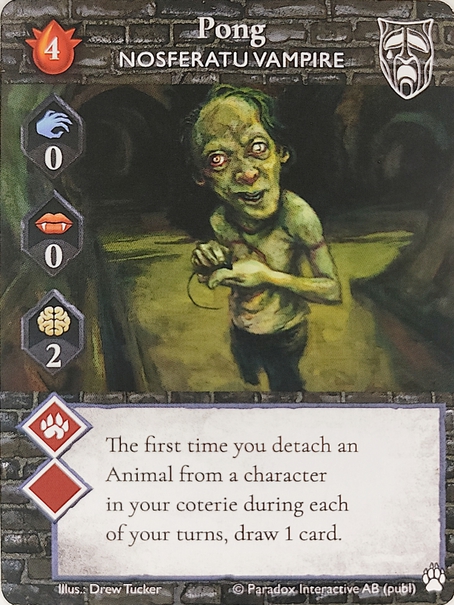 Pong
4
NOSFERATU VAMPIRE
0
0
2
The first time you detach an
Animal from a character
in your coterie during each
of your turns, draw 1 card.
Illus.: Drew Tucker © Paradox Interactive AB (publ)